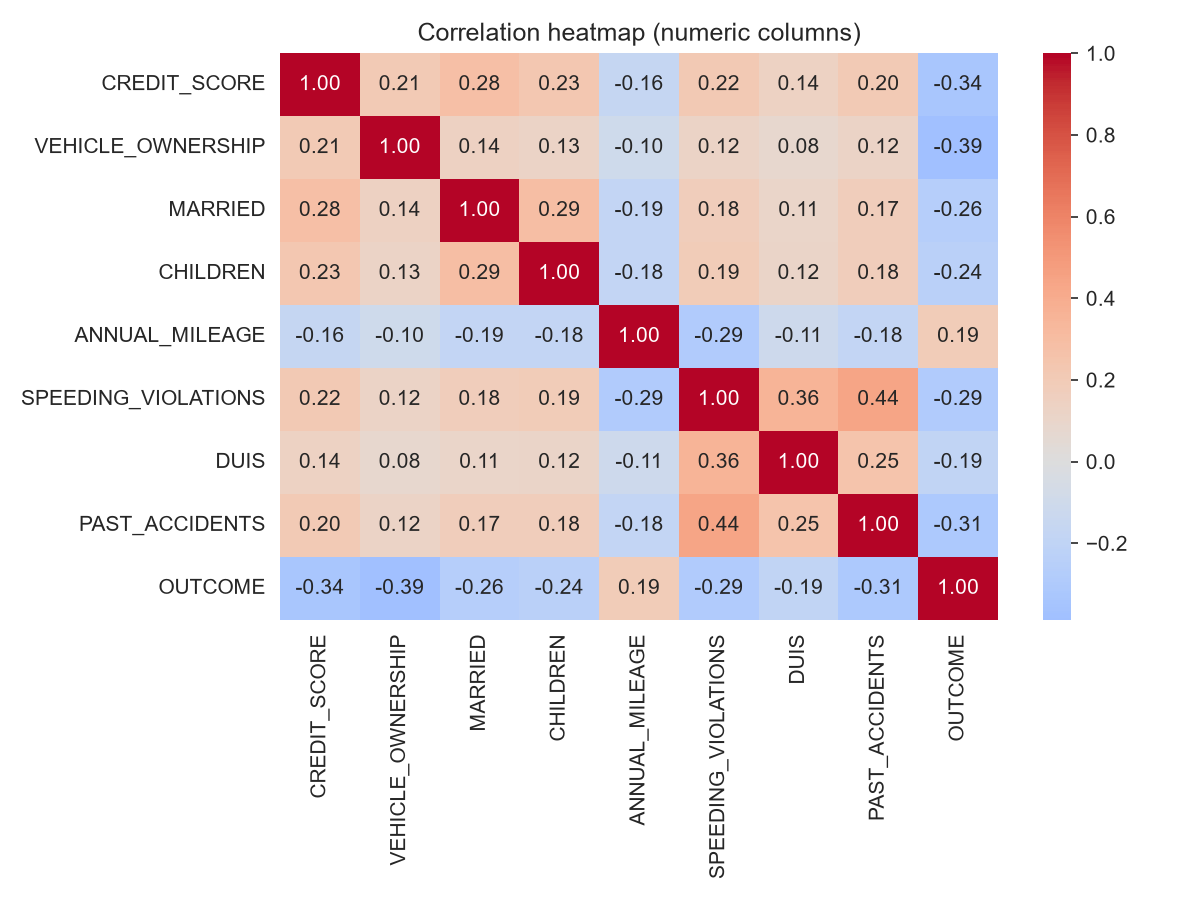 Correlation heatmap (numeric columns)
CREDIT_SCORE 1.00 0.21 0.28 0.23 -0.16 0.22 0.14 0.20 -0.34
VEHICLE_OWNERSHIP 0.21 1.00 0.14 0.13 -0.10 0.12 0.08 0.12 -0.39
MARRIED 0.28 0.14 1.00 0.29 -0.19 0.18 0.11 0.17 -0.26
CHILDREN 0.23 0.13 0.29 1.00 -0.18 0.19 0.12 0.18 -0.24
ANNUAL_MILEAGE -0.16 -0.10 -0.19 -0.18 1.00 -0.29 -0.11 -0.18 0.19
SPEEDING_VIOLATIONS 0.22 0.12 0.18 0.19 -0.29 1.00 0.36 0.44 -0.29
DUIS 0.14 0.08 0.11 0.12 -0.11 0.36 1.00 0.25 -0.19
PAST_ACCIDENTS 0.20 0.12 0.17 0.18 -0.18 0.44 0.25 1.00 -0.31
OUTCOME -0.34 -0.39 -0.26 -0.24 0.19 -0.29 -0.19 -0.31 1.00
CREDIT_SCORE
VEHICLE_OWNERSHIP
MARRIED
CHILDREN
ANNUAL_MILEAGE
SPEEDING_VIOLATIONS
DUIS
PAST_ACCIDENTS
OUTCOME
1.0
0.8
0.6
0.4
0.2
0.0
−0.2